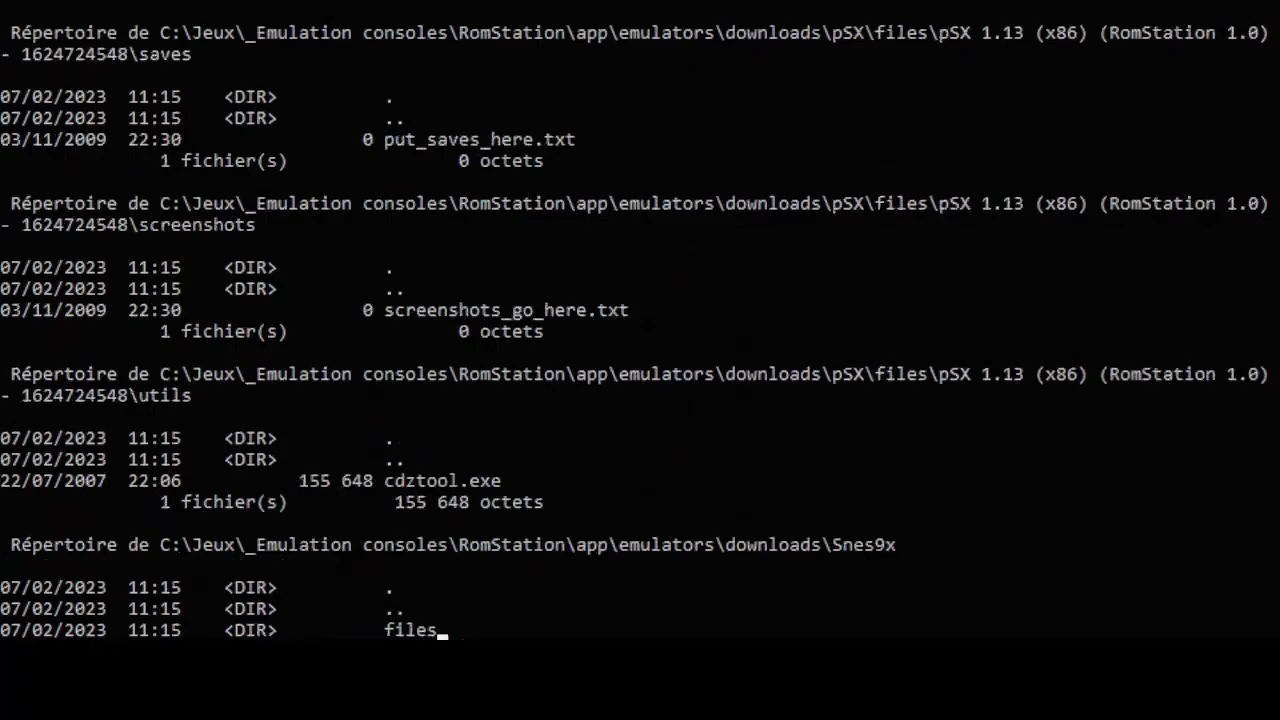 Répertoire de C:\Jeux\_Emulation consoles\RomStation\app\emulators\downloads\pSX\files\pSX 1.13 (x86) (RomStation 1.0)
- 1624724548\saves
07/02/2023  11:15    <DIR>          .
07/02/2023  11:15    <DIR>          ..
03/11/2009  22:30                 0 put_saves_here.txt
               1 fichier(s)                0 octets
Répertoire de C:\Jeux\_Emulation consoles\RomStation\app\emulators\downloads\pSX\files\pSX 1.13 (x86) (RomStation 1.0)
- 1624724548\screenshots
07/02/2023  11:15    <DIR>          .
07/02/2023  11:15    <DIR>          ..
03/11/2009  22:30                 0 screenshots_go_here.txt
               1 fichier(s)                0 octets
Répertoire de C:\Jeux\_Emulation consoles\RomStation\app\emulators\downloads\pSX\files\pSX 1.13 (x86) (RomStation 1.0)
- 1624724548\utils
07/02/2023  11:15    <DIR>          .
07/02/2023  11:15    <DIR>          ..
22/07/2007  22:06           155 648 cdztool.exe
               1 fichier(s)          155 648 octets
Répertoire de C:\Jeux\_Emulation consoles\RomStation\app\emulators\downloads\Snes9x
07/02/2023  11:15    <DIR>          .
07/02/2023  11:15    <DIR>          ..
07/02/2023  11:15    <DIR>          files